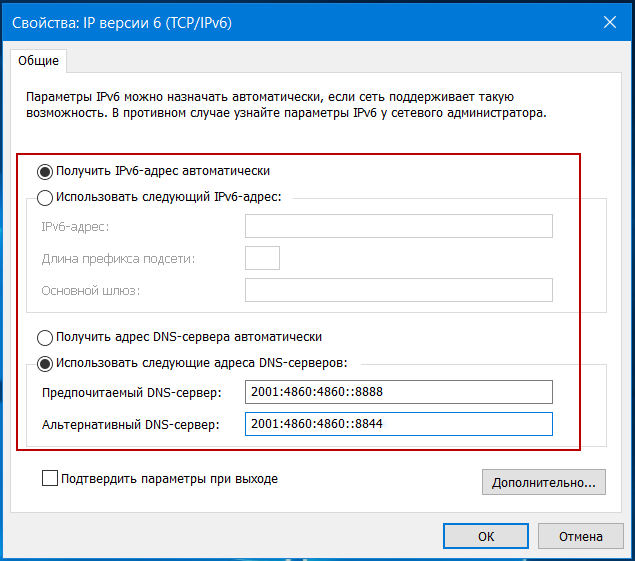 Свойства: IP версии 6 (TCP/IPv6)
Общие
Параметры IPv6 можно назначать автоматически, если сеть поддерживает такую
возможность. В противном случае узнайте параметры IPv6 у сетевого администратора.
Получить IPv6-адрес автоматически
Использовать следующий IPv6-адрес:
IPv6-адрес:
Длина префикса подсети:
Основной шлюз:
Получить адрес DNS-сервера автоматически
Использовать следующие адреса DNS-серверов:
Предпочитаемый DNS-сервер: 2001:4860:4860::8888
Альтернативный DNS-сервер: 2001:4860:4860::8844
Подтвердить параметры при выходе
Дополнительно...
ОК Отмена